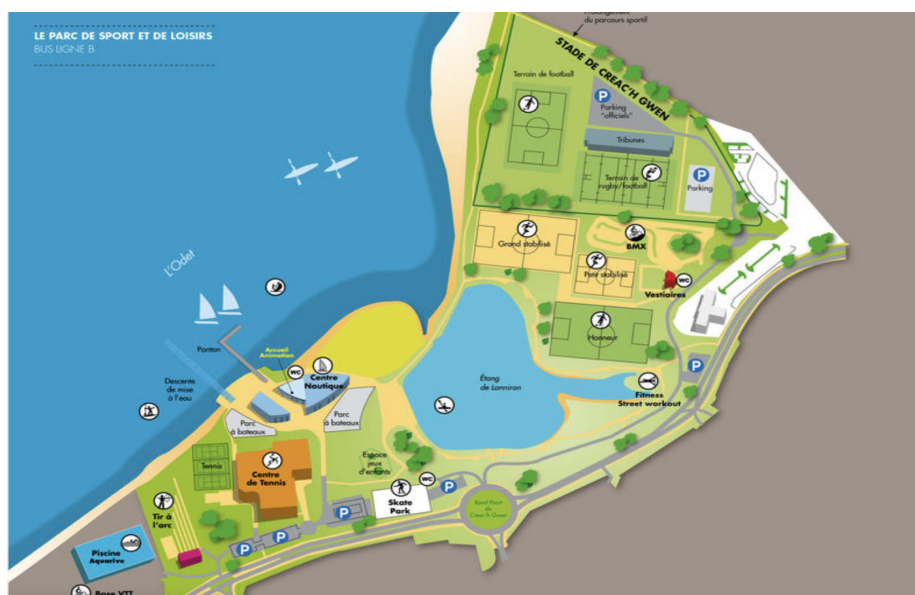 LE PARC DE SPORT ET DE LOISIRS
BUS LIGNE B
du parcours sportif
STADE DE CREAC'H GWEN
Terrain de football
P
Parking
"officiels"
Tribunes
Terrain de
rugby/football
P
Parking
Grand stabilisé
BMX
Petit stabilisé
WC
Vestiaires
Honneur
L'Odet
Ponton
Accueil
Animation
WC
Centre
Nautique
Descente
de mise
à l'eau
Étang
de Lanniron
P
Fitness
Street workout
Parc
à bateaux
Parc
à bateaux
Tennis
Centre
de Tennis
Espace
jeux
d'enfants
WC
Skate
Park
P
P
Rond Point
de
Creac'h Gwen
Tir à
l'arc
P
P
Piscine
Aquarive
Base VTT